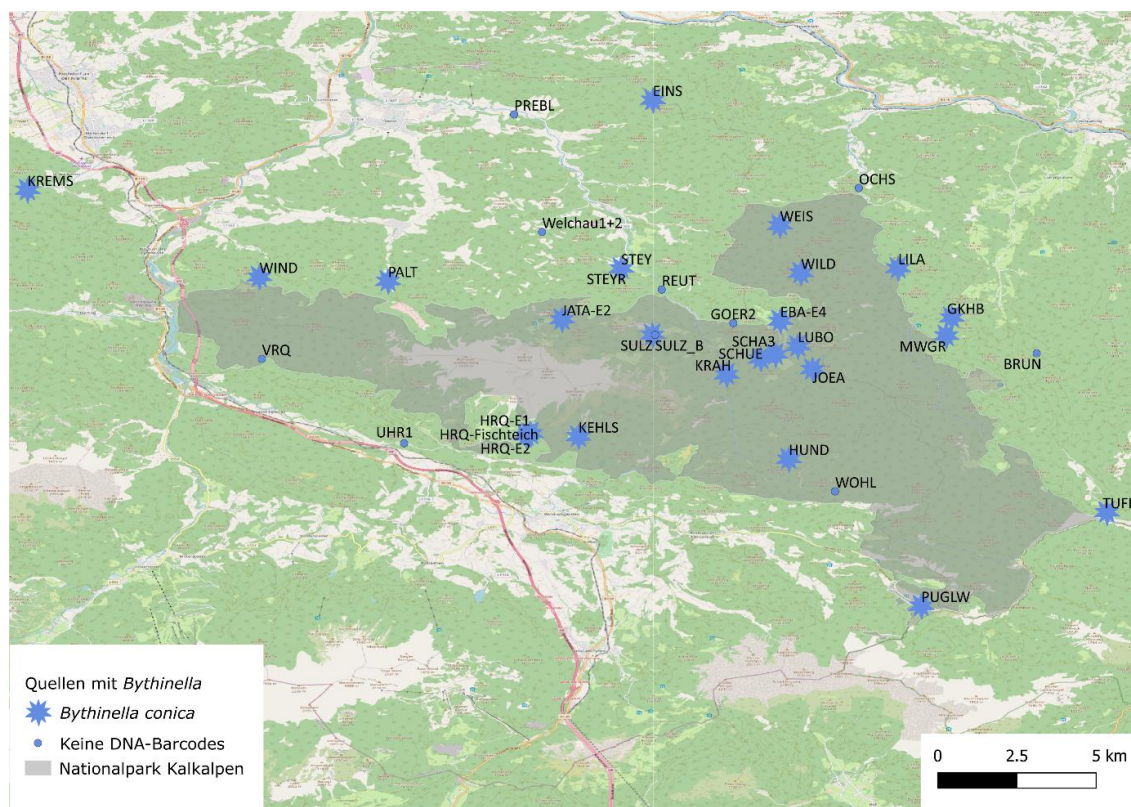 EINS
PREBL
KREMS
OCHS
Welchau1+2
WEIS
WIND
PALT
STEY
STEYR
REUT
WILD
LILA
JATA-E2
GOER2
EBA-E4
GKHB
SULZ SULZ_B
SCHA3
LUBO
MWGR
VRQ
SCHUE
KRAH
JOEA
BRUN
HRQ-E1
UHR1
HRQ-Fischteich
KEHLS
HRQ-E2
HUND
WOHL
PUGLW
Quellen mit Bythinella
Bythinella conica
Keine DNA-Barcodes
Nationalpark Kalkalpen
0 2.5 5 km